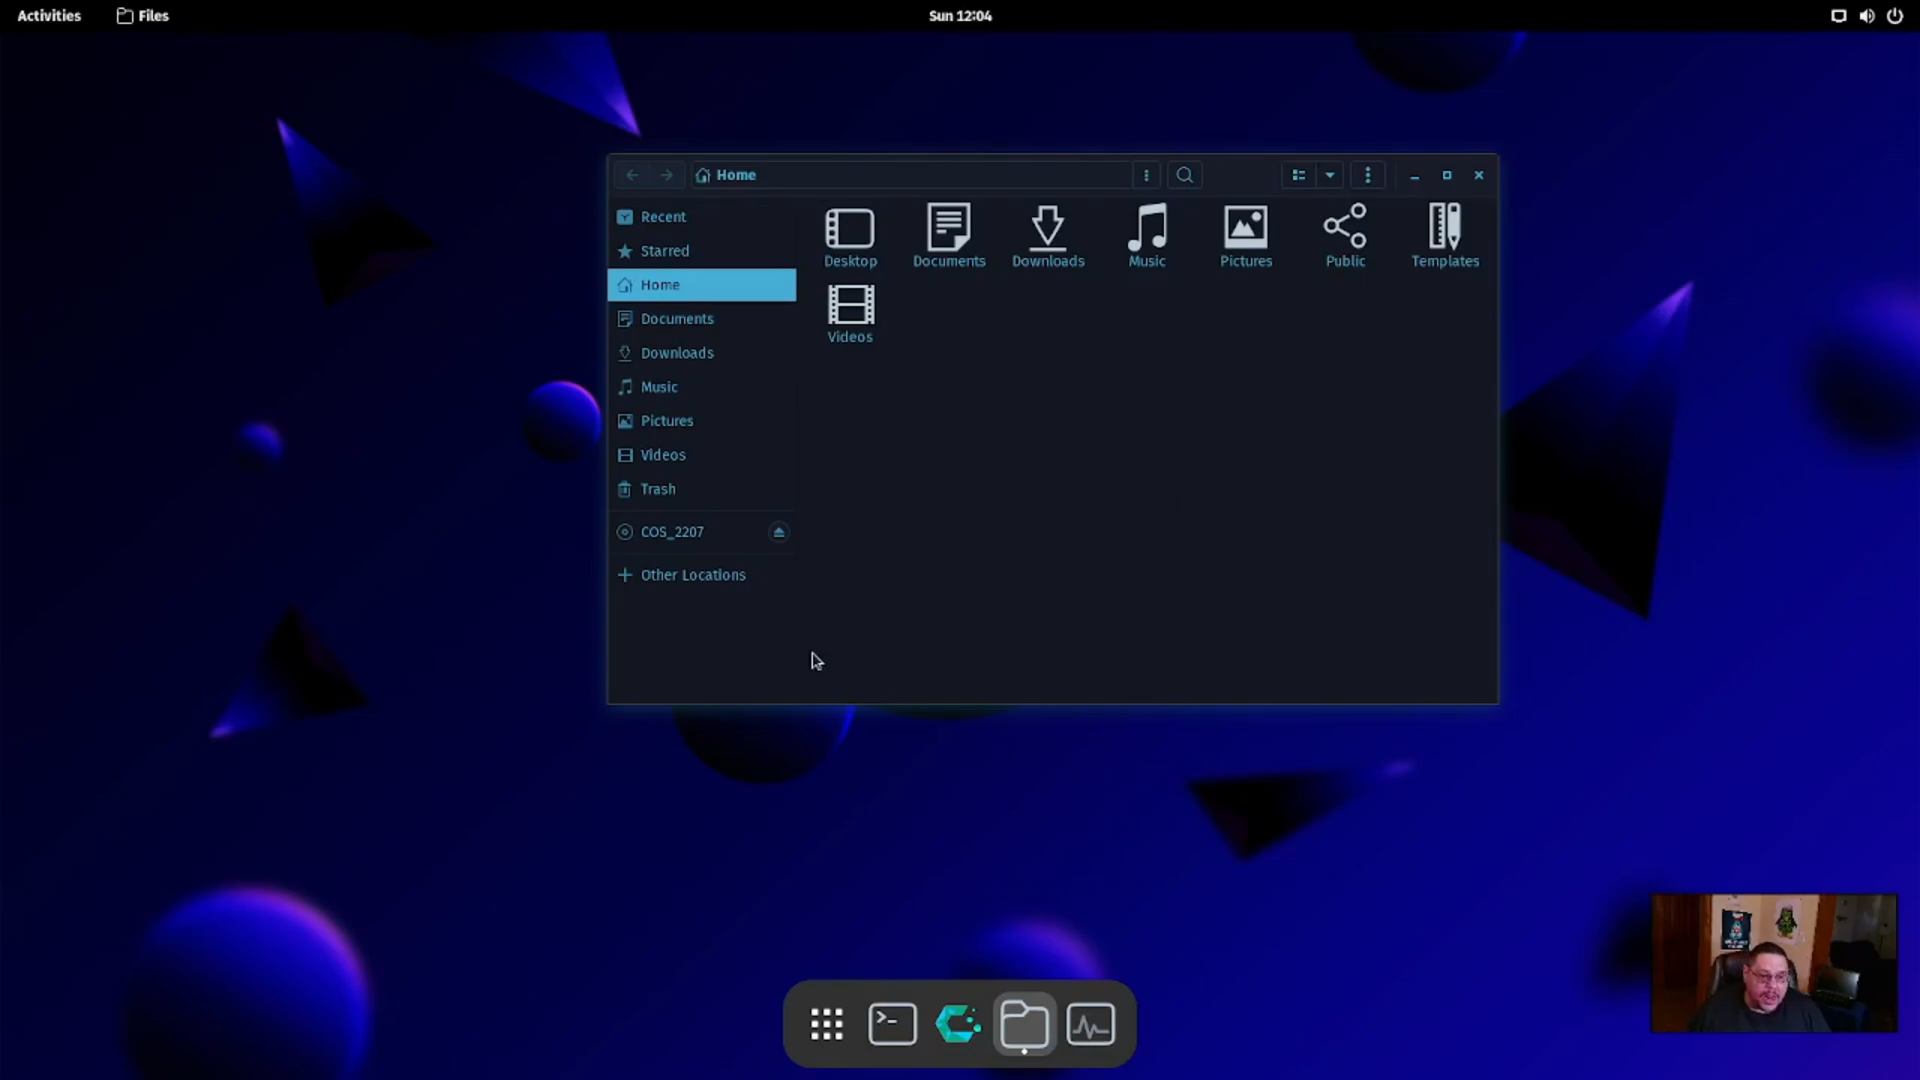 Activities Files Sun 12:04
Home
Recent
Starred
Home
Documents
Downloads
Music
Pictures
Videos
Trash
COS_2207
Other Locations
Desktop Documents Downloads Music Pictures Public Templates
Videos